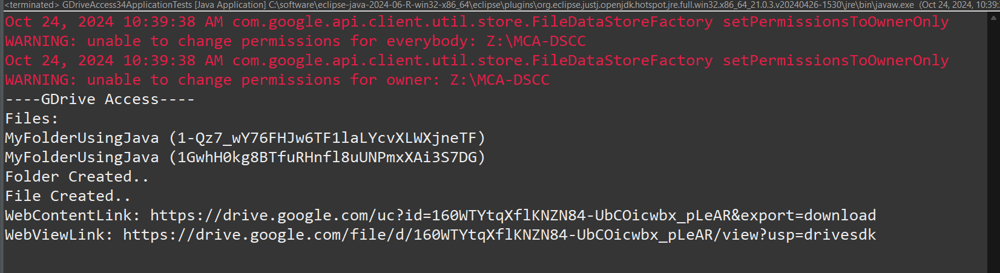 <terminated> GDriveAccess34ApplicationTests [Java Application] C:\software\eclipse-java-2024-06-R-win32-x86_64\eclipse\plugins\org.eclipse.justj.openjdk.hotspot.jre.full.win32.x86_64_21.0.3.v20240426-1530\jre\bin\javaw.exe (Oct 24, 2024, 10:39:
Oct 24, 2024 10:39:38 AM com.google.api.client.util.store.FileDataStoreFactory setPermissionsToOwnerOnly
WARNING: unable to change permissions for everybody: Z:\MCA-DSCC
Oct 24, 2024 10:39:38 AM com.google.api.client.util.store.FileDataStoreFactory setPermissionsToOwnerOnly
WARNING: unable to change permissions for owner: Z:\MCA-DSCC
----GDrive Access----
Files:
MyFolderUsingJava (1-Qz7_wY76FHJw6TF1laLYcvXLWXjneTF)
MyFolderUsingJava (1GwhH0kg8BTfuRHnfl8uUNPmxXAi3S7DG)
Folder Created..
File Created..
WebContentLink: https://drive.google.com/uc?id=160WTYtqXflKNZN84-UbCOicwbx_pLeAR&export=download
WebViewLink: https://drive.google.com/file/d/160WTYtqXflKNZN84-UbCOicwbx_pLeAR/view?usp=drivesdk